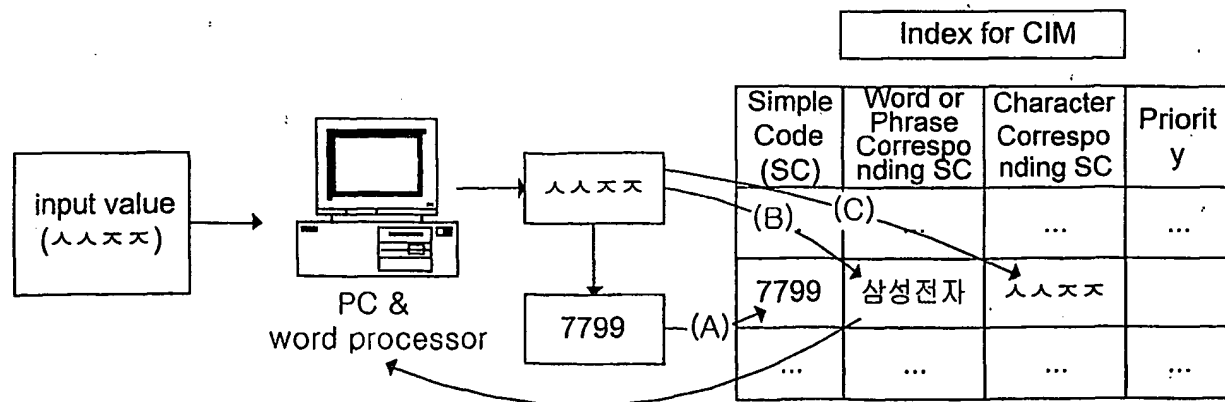 Index for CIM
input value
(ㅅㅅㅈㅈ)
PC &
word processor
ㅅㅅㅈㅈ
7799
(A)
(B)
(C)
Simple
Code
(SC)
Word or
Phrase
Correspo
nding SC
Character
Correspo
nding SC
Priorit
y
...
...
...
7799
삼성전자
ㅅㅅㅈㅈ
...
...
...
...